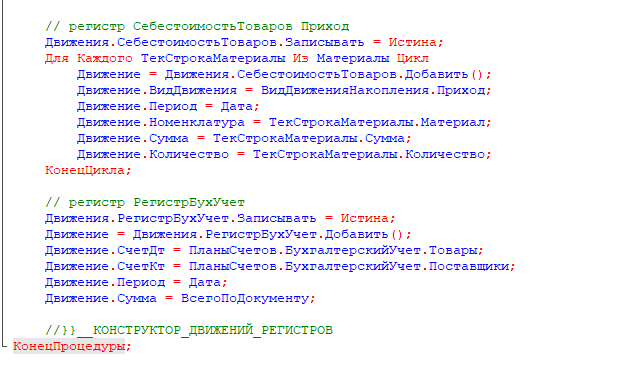 // регистр СебестоимостьТоваров Приход
Движения.СебестоимостьТоваров.Записывать = Истина;
Для Каждого ТекСтрокаМатериалы Из Материалы Цикл
Движение = Движения.СебестоимостьТоваров.Добавить();
Движение.ВидДвижения = ВидДвиженияНакопления.Приход;
Движение.Период = Дата;
Движение.Номенклатура = ТекСтрокаМатериалы.Материал;
Движение.Сумма = ТекСтрокаМатериалы.Сумма;
Движение.Количество = ТекСтрокаМатериалы.Количество;
КонецЦикла;
// регистр РегистрБухУчет
Движения.РегистрБухУчет.Записывать = Истина;
Движение = Движения.РегистрБухУчет.Добавить();
Движение.СчетДт = ПланыСчетов.БухгалтерскийУчет.Товары;
Движение.СчетКт = ПланыСчетов.БухгалтерскийУчет.Поставщики;
Движение.Период = Дата;
Движение.Сумма = ВсегоПоДокументу;
//}}__КОНСТРУКТОР_ДВИЖЕНИЙ_РЕГИСТРОВ
КонецПроцедуры;